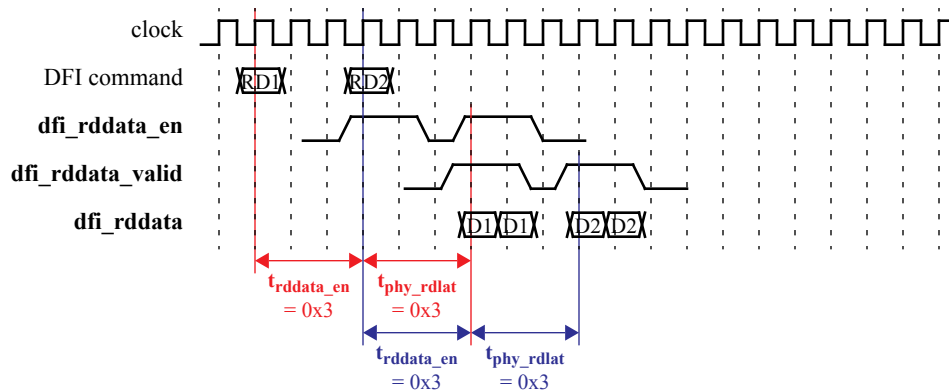 clock
DFI command RD1 RD2
dfi_rddata_en
dfi_rddata_valid
dfi_rddata D1 D1 D2 D2
trddata_en tphy_rdlat
= 0x3 = 0x3
trddata_en tphy_rdlat
= 0x3 = 0x3